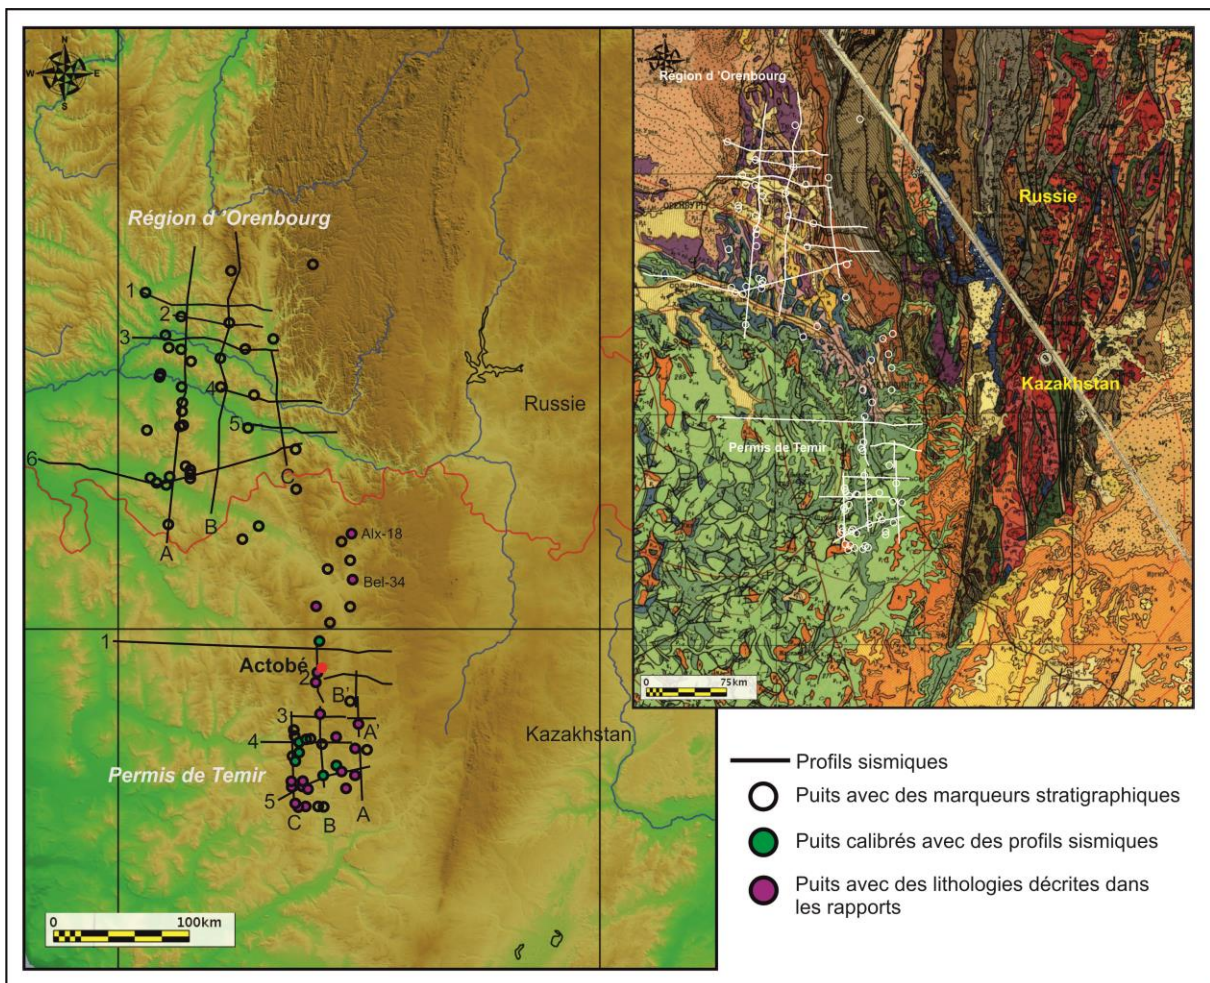 N
W E
S
Région d 'Orenbourg
1
2
3
4
5
6
C
B
A
Russie
Alx-18
Bel-34
1
Actobé
2
B'
3
A'
4
Kazakhstan
Permis de Temir
5
C B A
0 100km
N
W E
S
Région d 'Orenbourg
Russie
Kazakhstan
Permis de Temir
0 75km
Profils sismiques
Puits avec des marqueurs stratigraphiques
Puits calibrés avec des profils sismiques
Puits avec des lithologies décrites dans
les rapports